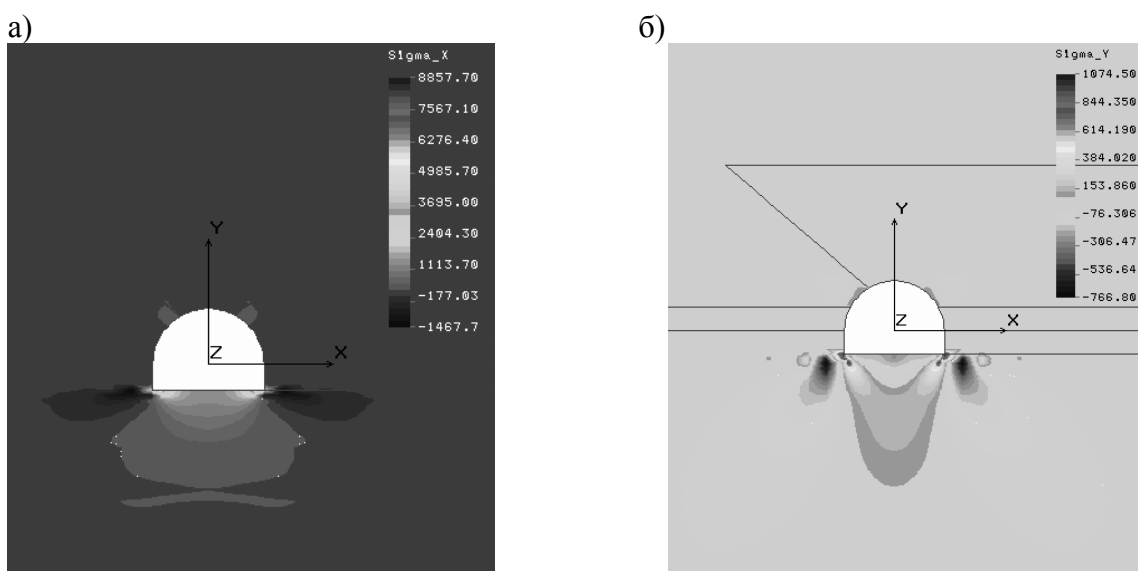 а)
б)
Sigma_X
8857.70
7567.10
6276.40
4985.70
3695.00
2404.30
1113.70
-177.03
-1467.7
Y
Z
X
Sigma_Y
1074.50
844.350
614.190
384.020
153.860
-76.306
-306.47
-536.64
-766.80
Y
Z
X